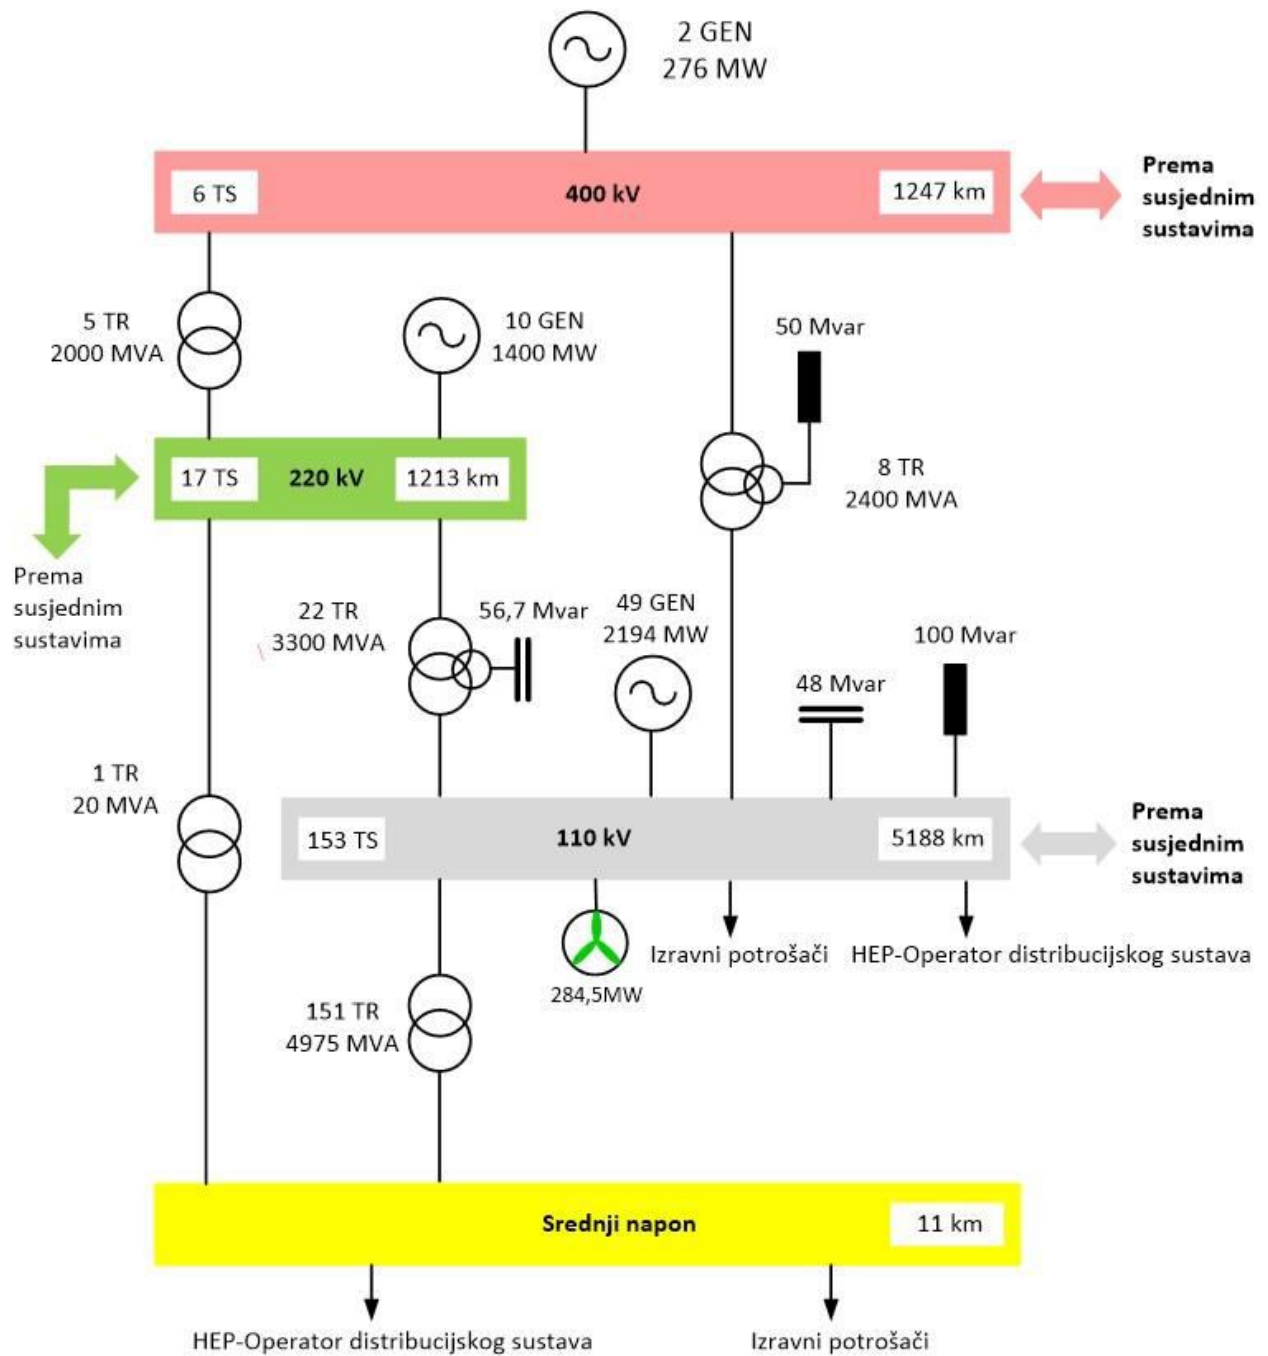 2 GEN
276 MW
6 TS
400 kV
1247 km
Prema
susjednim
sustavima
5 TR
2000 MVA
10 GEN
1400 MW
50 Mvar
8 TR
2400 MVA
17 TS
220 kV
1213 km
Prema
susjednim
sustavima
22 TR
3300 MVA
56,7 Mvar
49 GEN
2194 MW
48 Mvar
100 Mvar
1 TR
20 MVA
153 TS
110 kV
5188 km
Prema
susjednim
sustavima
284,5MW
Izravni potrošači
HEP-Operator distribucijskog sustava
151 TR
4975 MVA
Srednji napon
11 km
HEP-Operator distribucijskog sustava
Izravni potrošači